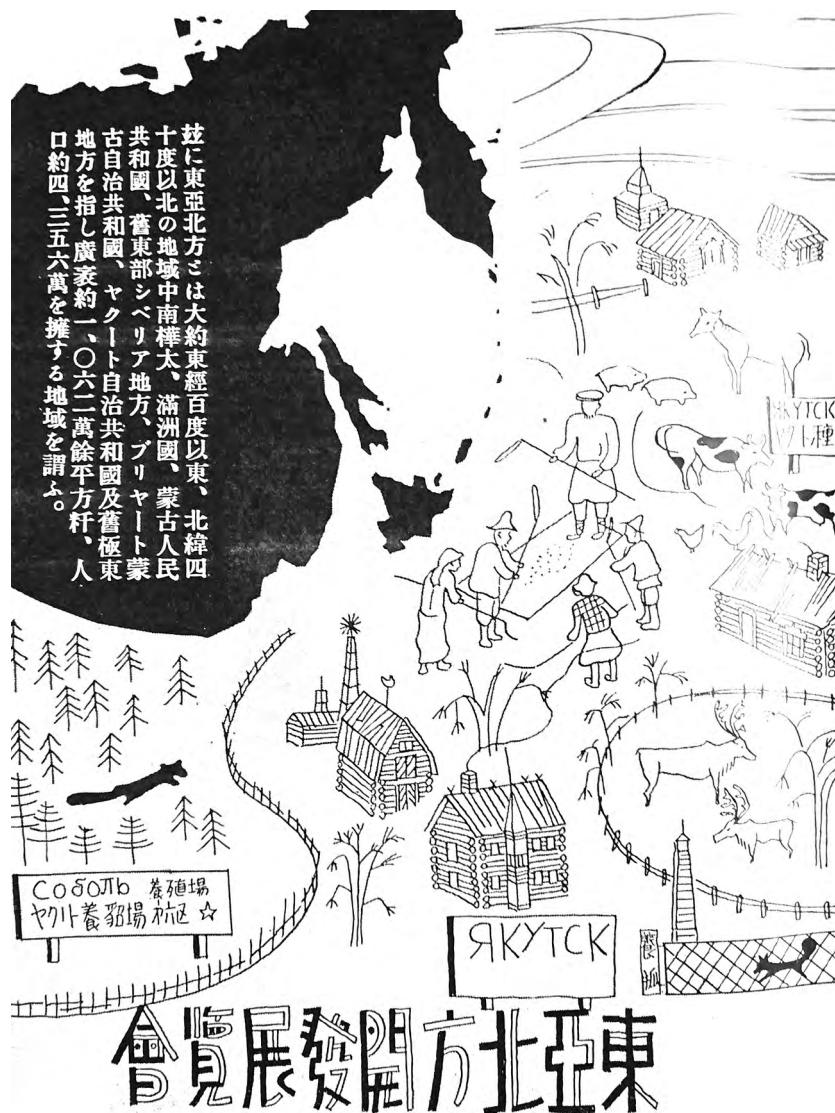 玆に東亞北方とは大約東經百度以東、北緯四
十度以北の地域中南樺太、滿洲國、蒙古人民
共和國、舊東部シベリア地方、ブリヤート蒙
古自治共和國、ヤクート自治共和國及舊極東
地方を指し廣袤約一、〇六二萬餘平方粁、人
口約四、三五六萬を擁する地域を謂ふ。
ЯКУТСК
ヤクト種
Соболь 養殖場
ヤクート養貂場
ЯКУТСК
養狐
東亞北方開發展覽會